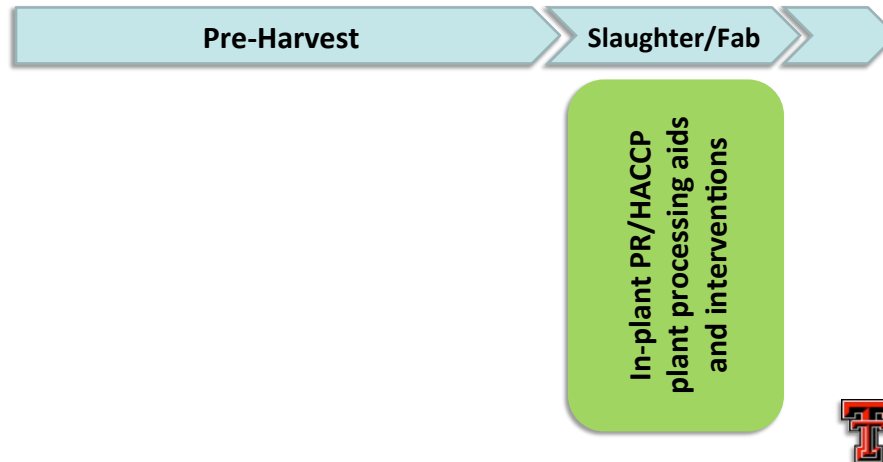 Pre-Harvest
Slaughter/Fab
In-plant PR/HACCP
plant processing aids
and interventions